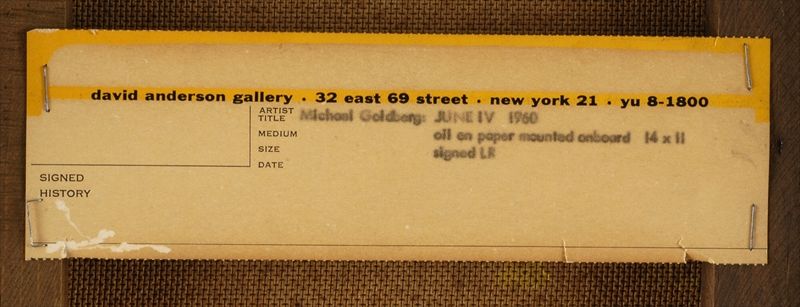 david anderson gallery · 32 east 69 street · new york 21 · yu 8-1800
ARTIST Michael Goldberg: JUNE IV 1960
TITLE
MEDIUM oil on paper mounted onboard 14 x 11
SIZE signed LR
DATE
SIGNED
HISTORY